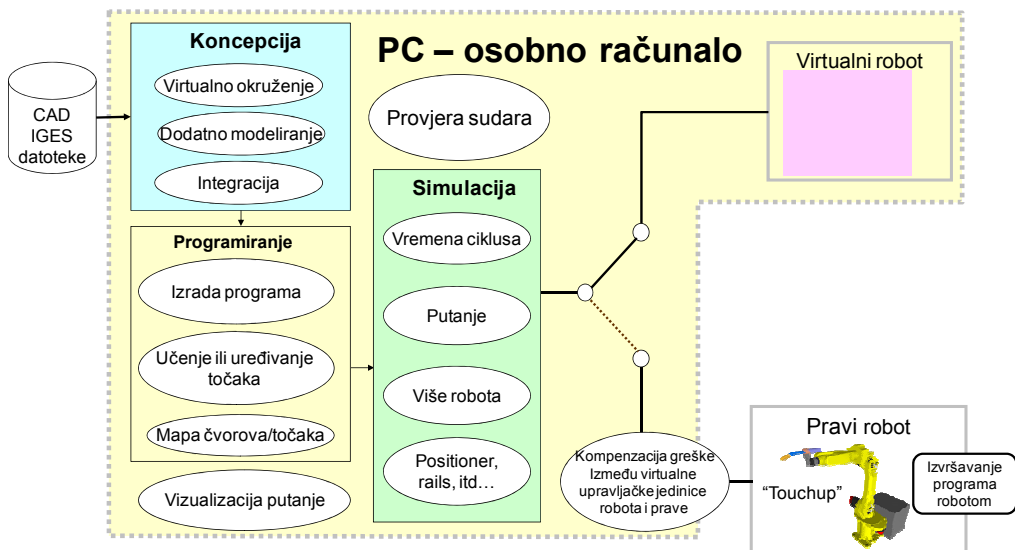 PC – osobno računalo
CAD
IGES
datoteke
Koncepcija
Virtualno okruženje
Dodatno modeliranje
Integracija
Programiranje
Izrada programa
Učenje ili uređivanje
točaka
Mapa čvorova/točaka
Vizualizacija putanje
Provjera sudara
Simulacija
Vremena ciklusa
Putanje
Više robota
Positioner,
rails, itd...
Virtualni robot
Kompenzacija greške
Između virtualne
upravljačke jedinice
robota i prave
Pravi robot
“Touchup”
Izvršavanje
programa
robotom